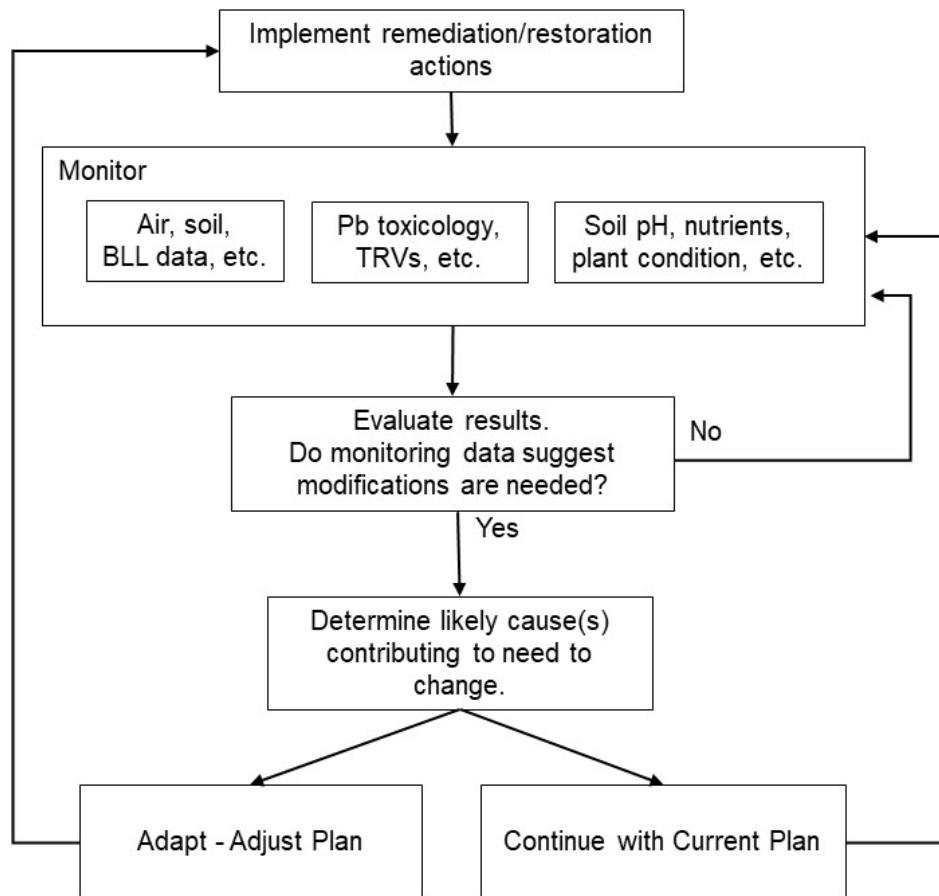 Implement remediation/restoration
actions
Monitor
Air, soil,
BLL data, etc.
Pb toxicology,
TRVs, etc.
Soil pH, nutrients,
plant condition, etc.
Evaluate results.
Do monitoring data suggest
modifications are needed?
No
Yes
Determine likely cause(s)
contributing to need to
change.
Adapt - Adjust Plan
Continue with Current Plan